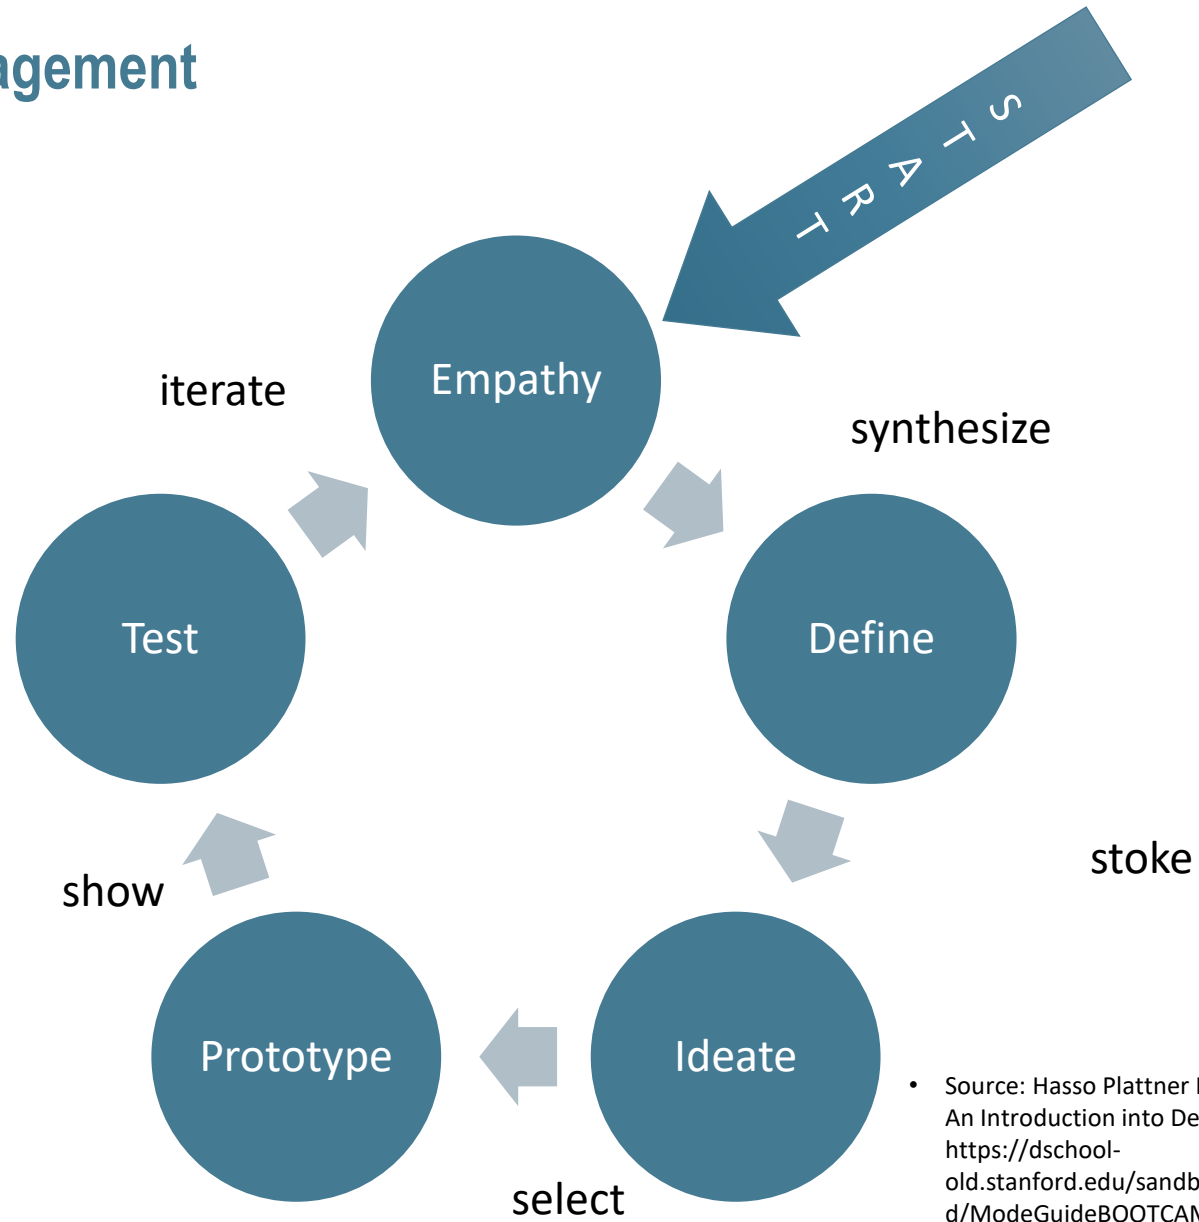 agement
START
Empathy
iterate
synthesize
Test
Define
stoke
show
Prototype
Ideate
select
• Source: Hasso Plattner
An Introduction into De
https://dschool-
old.stanford.edu/sandb
d/ModeGuideBOOTCAM